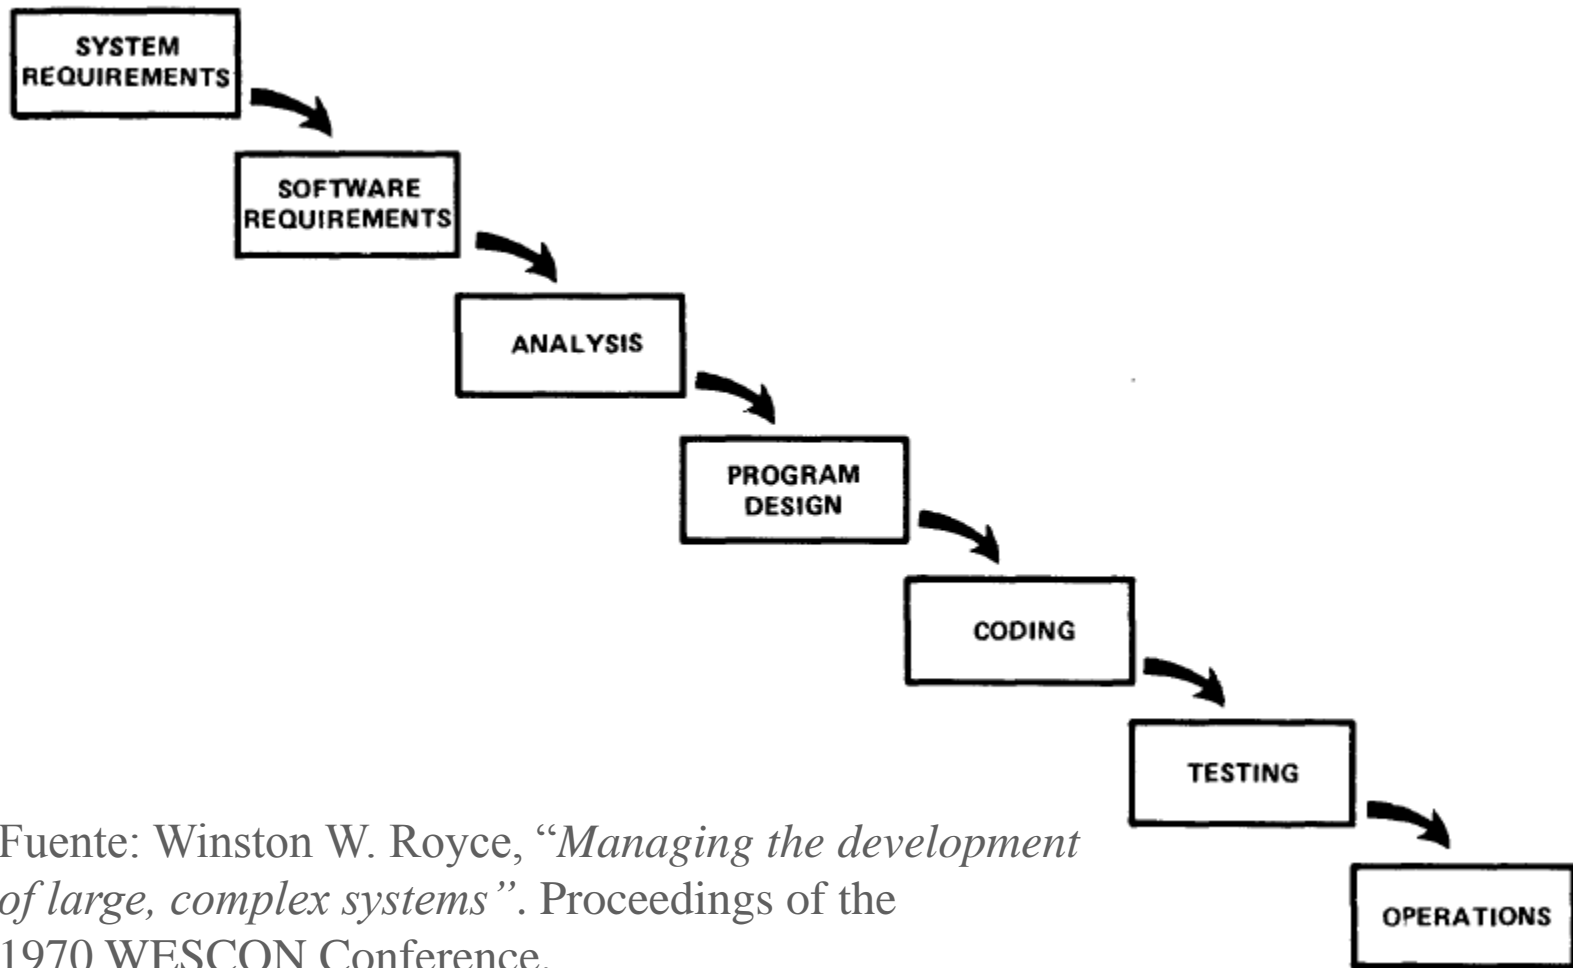 SYSTEM
REQUIREMENTS
SOFTWARE
REQUIREMENTS
ANALYSIS
PROGRAM
DESIGN
CODING
TESTING
OPERATIONS
Fuente: Winston W. Royce, “Managing the development
of large, complex systems”. Proceedings of the
1970 WESCON Conference.